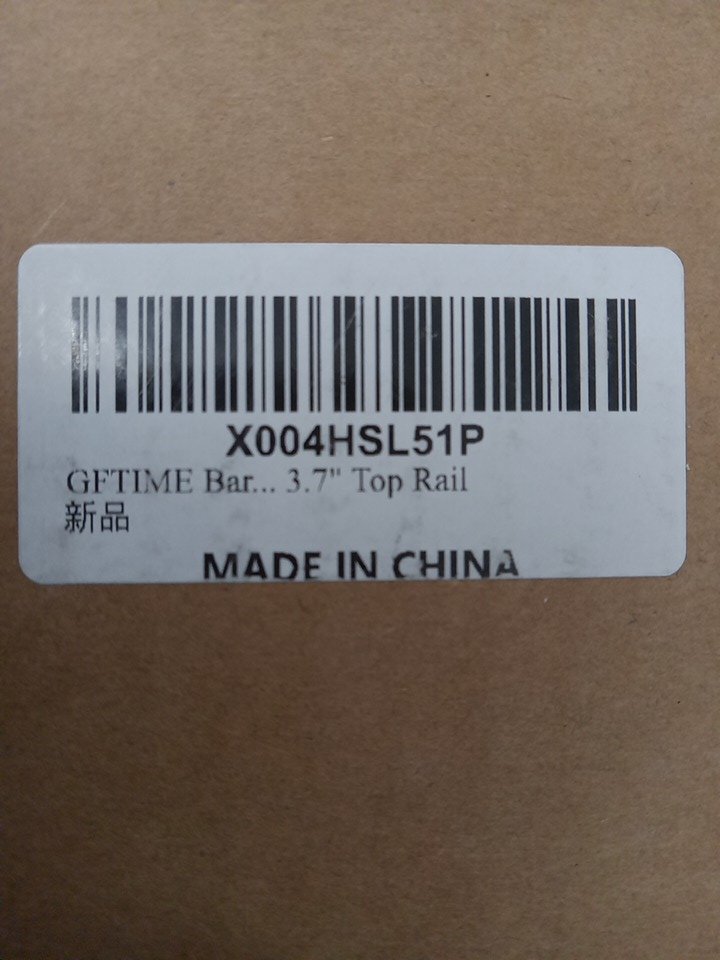 X004HSL51P
GFTIME Bar... 3.7" Top Rail
新品
MADE IN CHINA